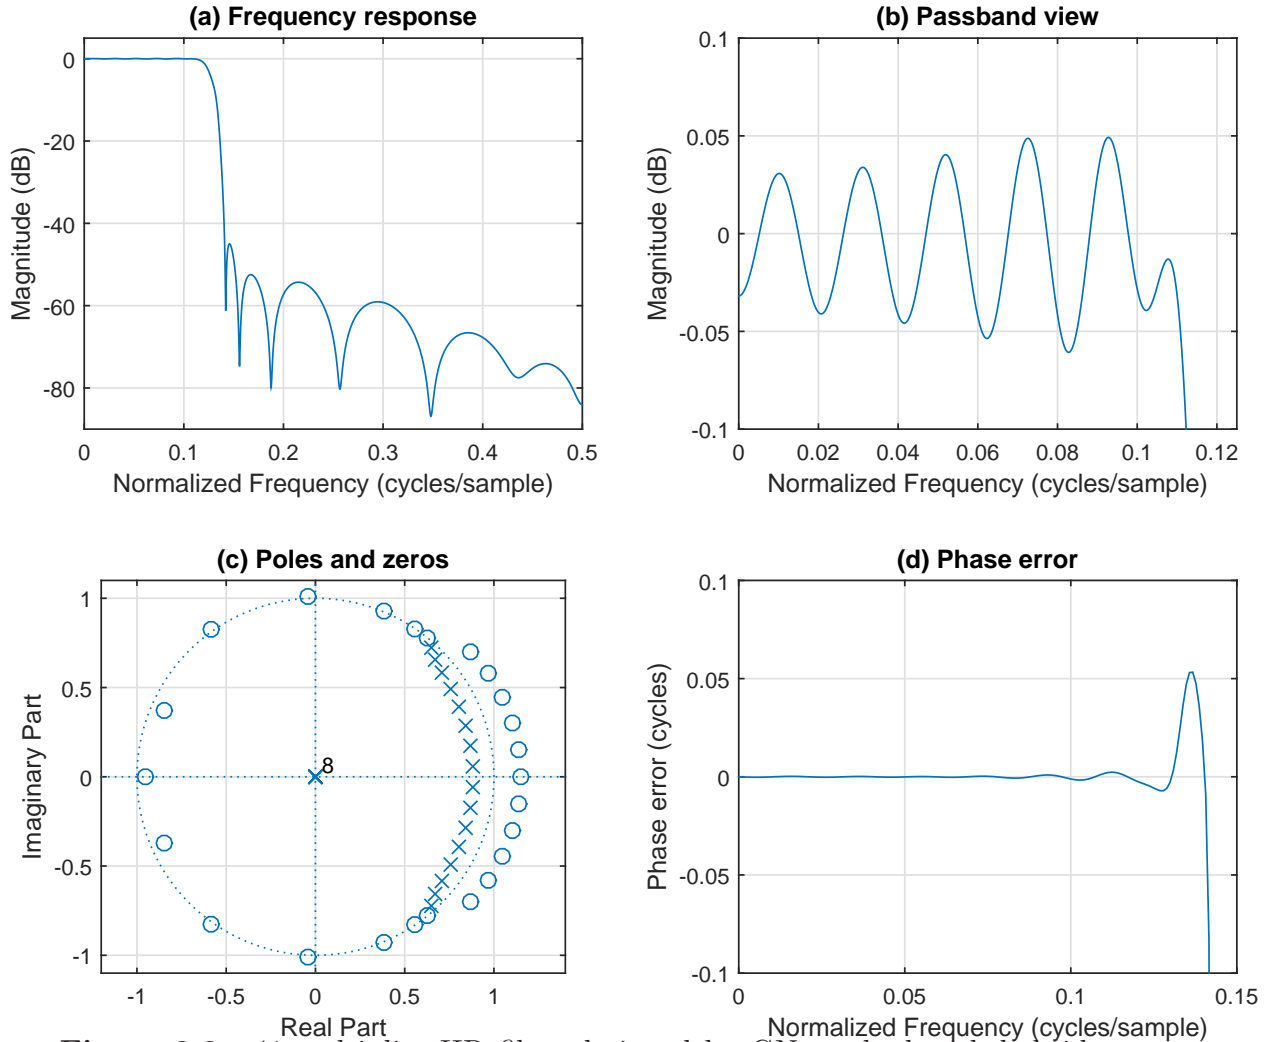 (a) Frequency response
0
-20
-40
-60
-80
Magnitude (dB)
0 0.1 0.2 0.3 0.4 0.5
Normalized Frequency (cycles/sample)
(b) Passband view
0.1
0.05
0
-0.05
-0.1
Magnitude (dB)
0 0.02 0.04 0.06 0.08 0.1 0.12
Normalized Frequency (cycles/sample)
(c) Poles and zeros
1
0.5
0
-0.5
-1
Imaginary Part
8
-1 -0.5 0 0.5 1
Real Part
(d) Phase error
0.1
0.05
0
-0.05
-0.1
Phase error (cycles)
0 0.05 0.1 0.15
Normalized Frequency (cycles/sample)